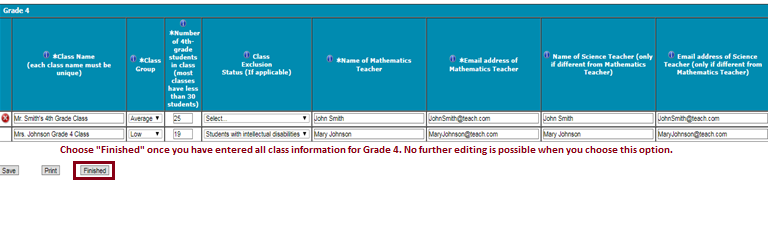 Grade 4
*Class Name
(each class name must be
unique)
*Class
Group
*Number
of 4th-
grade
students
in class
(most
classes
have less
than 30
students)
Class
Exclusion
Status (If applicable)
*Name of Mathematics
Teacher
*Email address of
Mathematics Teacher
Name of Science Teacher (only
if different from Mathematics
Teacher)
Email address of Science
Teacher (only if different from
Mathematics Teacher)
Mr. Smith's 4th Grade Class Average 25 Select... John Smith JohnSmith@teach.com John Smith JohnSmith@teach.com
Mrs. Johnson Grade 4 Class Low 19 Students with intellectual disabilities Mary Johnson MaryJohnson@teach.com Mary Johnson MaryJohnson@teach.com
Choose "Finished" once you have entered all class information for Grade 4. No further editing is possible when you choose this option.
Save Print Finished